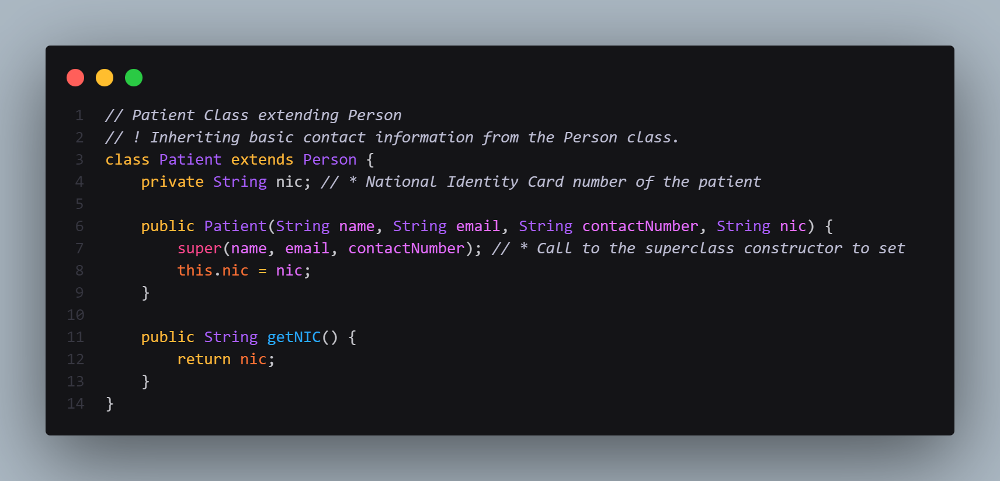 1 // Patient Class extending Person
2 // ! Inheriting basic contact information from the Person class.
3 class Patient extends Person {
4     private String nic; // * National Identity Card number of the patient
5
6     public Patient(String name, String email, String contactNumber, String nic) {
7         super(name, email, contactNumber); // * Call to the superclass constructor to set
8         this.nic = nic;
9     }
10
11     public String getNIC() {
12         return nic;
13     }
14 }